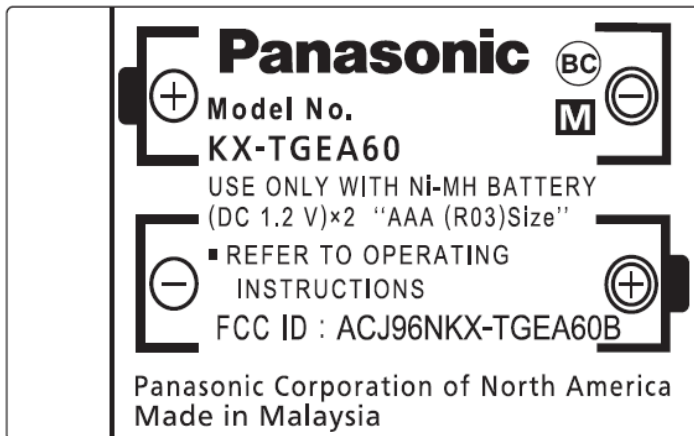 Panasonic BC
Model No. M
KX-TGEA60
USE ONLY WITH Ni-MH BATTERY
(DC 1.2 V)×2 “AAA (R03)Size”
▪ REFER TO OPERATING
INSTRUCTIONS
FCC ID : ACJ96NKX-TGEA60B
Panasonic Corporation of North America
Made in Malaysia